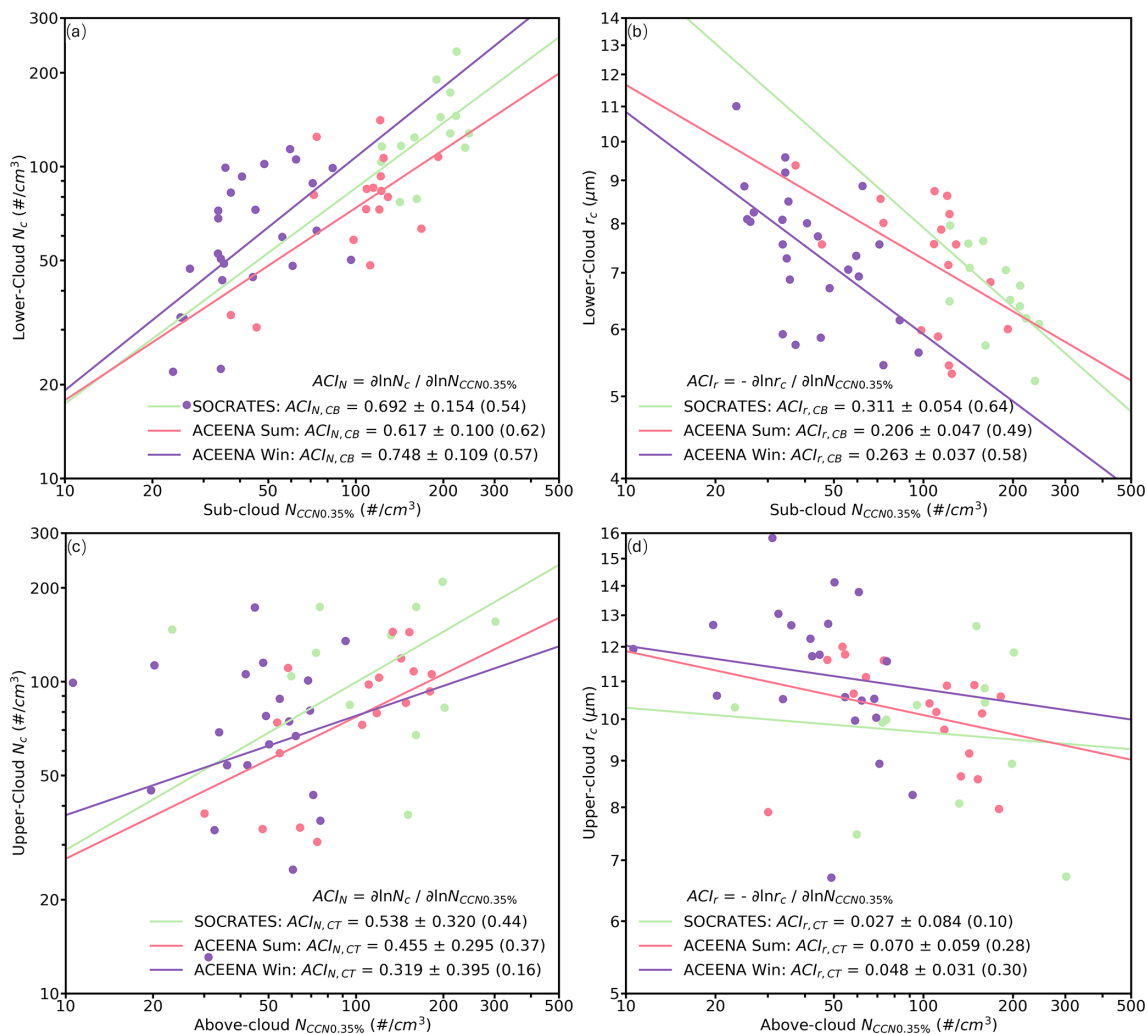 (a)
300
200
100
50
20
10
Lower-Cloud N_c (#/cm³)
10 20 50 100 200 300 500
Sub-cloud N_CCN0.35% (#/cm³)
ACI_N = ∂lnN_c / ∂lnN_CCN0.35%
SOCRATES: ACI_N,CB = 0.692 ± 0.154 (0.54)
ACEENA Sum: ACI_N,CB = 0.617 ± 0.100 (0.62)
ACEENA Win: ACI_N,CB = 0.748 ± 0.109 (0.57)
(b)
14
13
12
11
10
9
8
7
6
5
4
Lower-Cloud r_c (μm)
10 20 50 100 200 300 500
Sub-cloud N_CCN0.35% (#/cm³)
ACI_r = - ∂lnr_c / ∂lnN_CCN0.35%
SOCRATES: ACI_r,CB = 0.311 ± 0.054 (0.64)
ACEENA Sum: ACI_r,CB = 0.206 ± 0.047 (0.49)
ACEENA Win: ACI_r,CB = 0.263 ± 0.037 (0.58)
(c)
300
200
100
50
20
10
Upper-Cloud N_c (#/cm³)
10 20 50 100 200 300 500
Above-cloud N_CCN0.35% (#/cm³)
ACI_N = ∂lnN_c / ∂lnN_CCN0.35%
SOCRATES: ACI_N,CT = 0.538 ± 0.320 (0.44)
ACEENA Sum: ACI_N,CT = 0.455 ± 0.295 (0.37)
ACEENA Win: ACI_N,CT = 0.319 ± 0.395 (0.16)
(d)
16
15
14
13
12
11
10
9
8
7
6
5
Upper-cloud r_c (μm)
10 20 50 100 200 300 500
Above-cloud N_CCN0.35% (#/cm³)
ACI_r = - ∂lnr_c / ∂lnN_CCN0.35%
SOCRATES: ACI_r,CT = 0.027 ± 0.084 (0.10)
ACEENA Sum: ACI_r,CT = 0.070 ± 0.059 (0.28)
ACEENA Win: ACI_r,CT = 0.048 ± 0.031 (0.30)